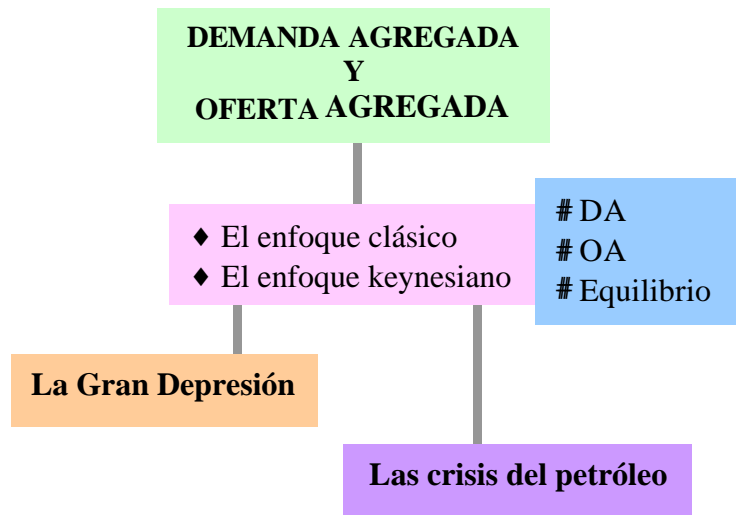 DEMANDA AGREGADA
Y
OFERTA AGREGADA
♦ El enfoque clásico
♦ El enfoque keynesiano
# DA
# OA
# Equilibrio
La Gran Depresión
Las crisis del petróleo